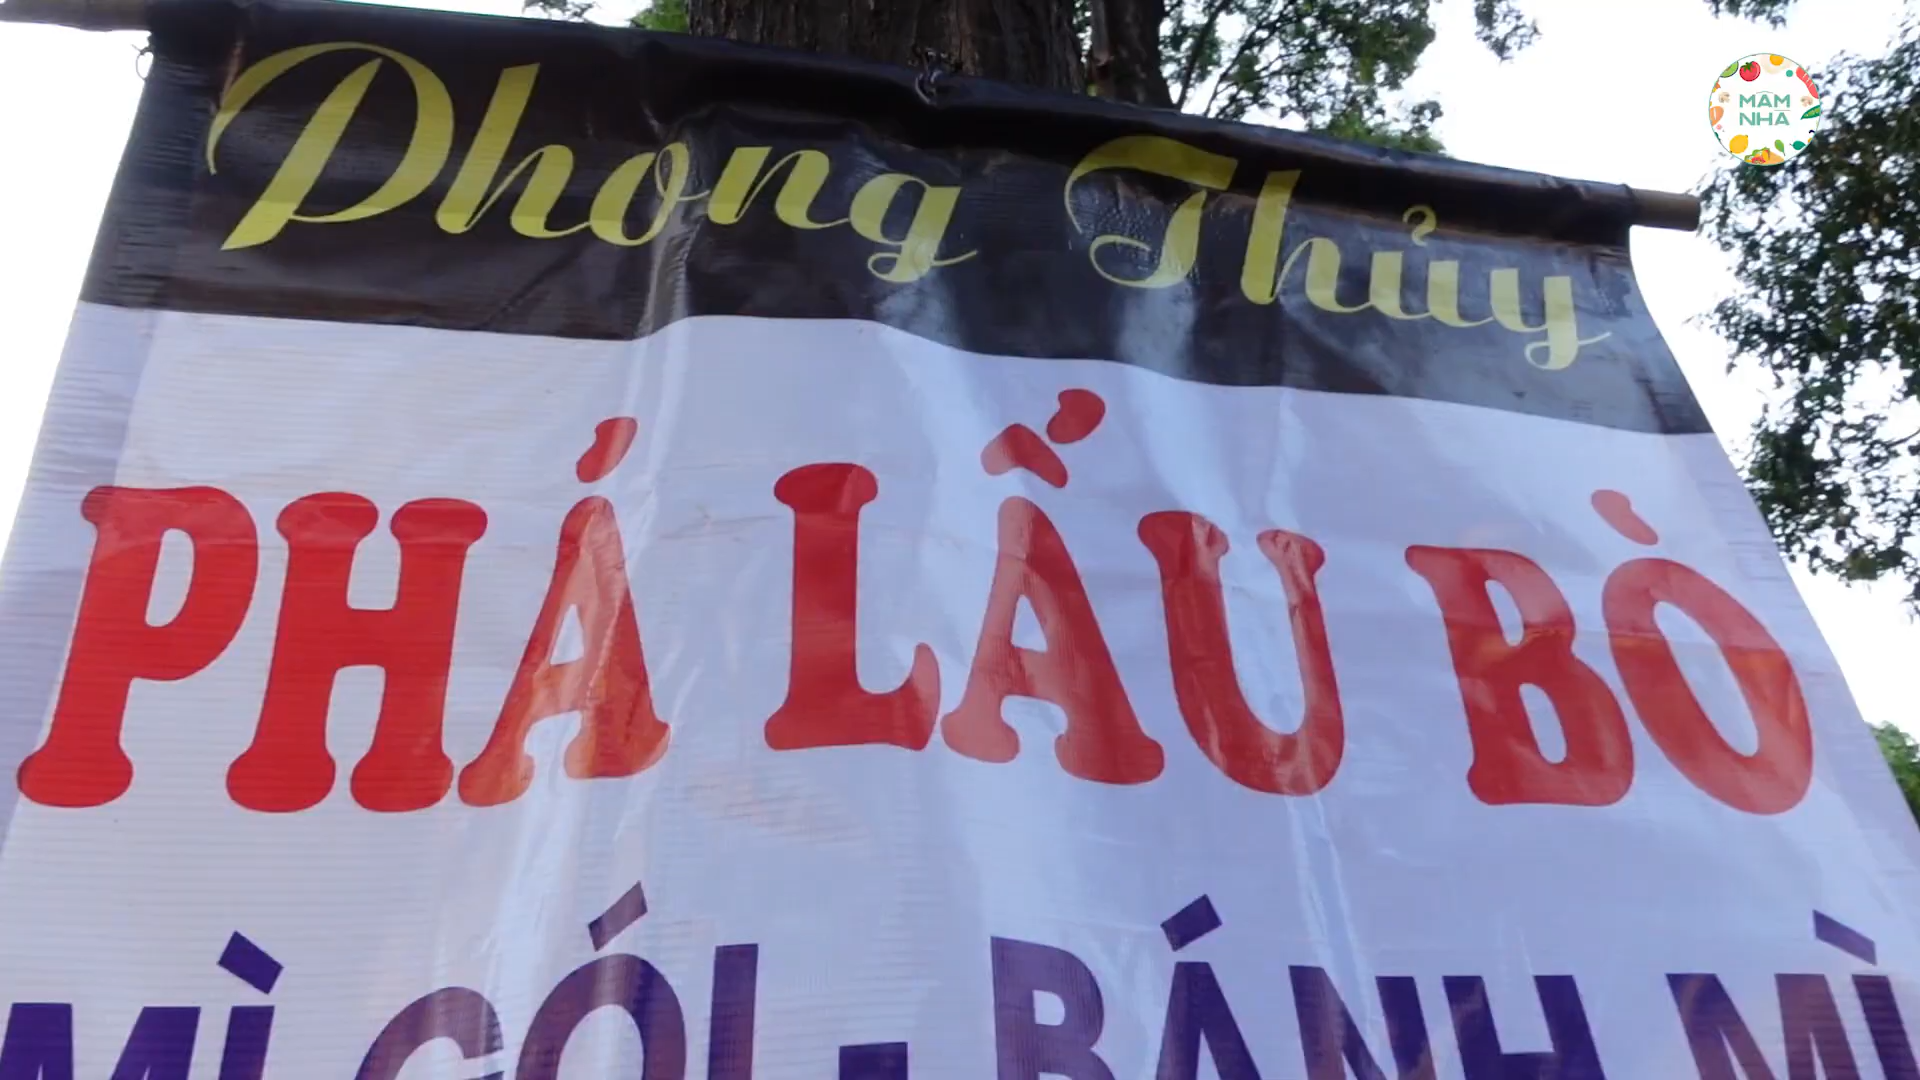 Phong Thủy
PHÁ LẤU BÒ
MÌ GÓI - BÁNH MÌ
MÂM
NHÀ